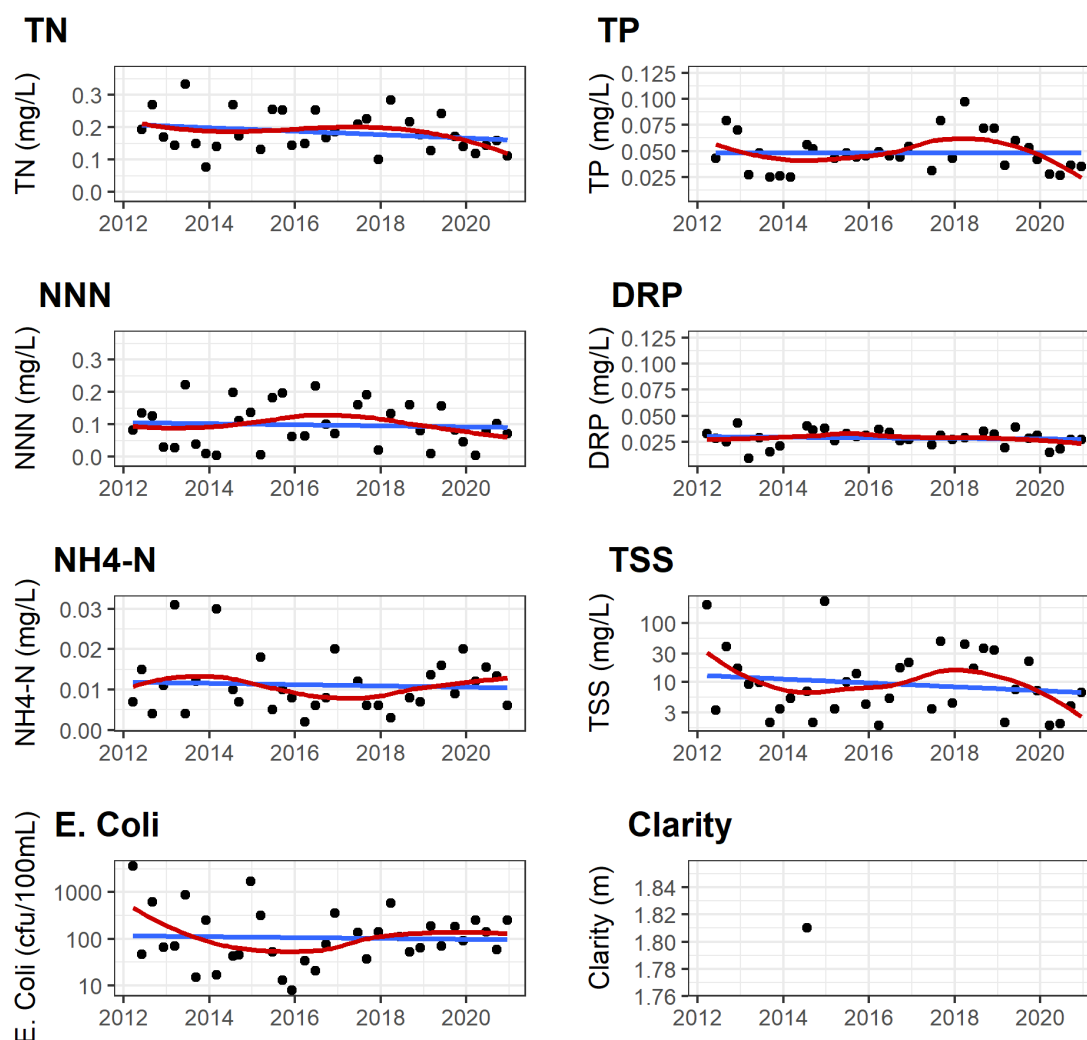 TN
TN (mg/L)
0.3
0.2
0.1
0.0
2012 2014 2016 2018 2020
TP
TP (mg/L)
0.125
0.100
0.075
0.050
0.025
2012 2014 2016 2018 2020
NNN
NNN (mg/L)
0.3
0.2
0.1
0.0
2012 2014 2016 2018 2020
DRP
DRP (mg/L)
0.125
0.100
0.075
0.050
0.025
2012 2014 2016 2018 2020
NH4-N
NH4-N (mg/L)
0.03
0.02
0.01
0.00
2012 2014 2016 2018 2020
TSS
TSS (mg/L)
100
30
10
3
2012 2014 2016 2018 2020
E. Coli
E. Coli (cfu/100mL)
1000
100
10
2012 2014 2016 2018 2020
Clarity
Clarity (m)
1.84
1.82
1.80
1.78
1.76
2012 2014 2016 2018 2020